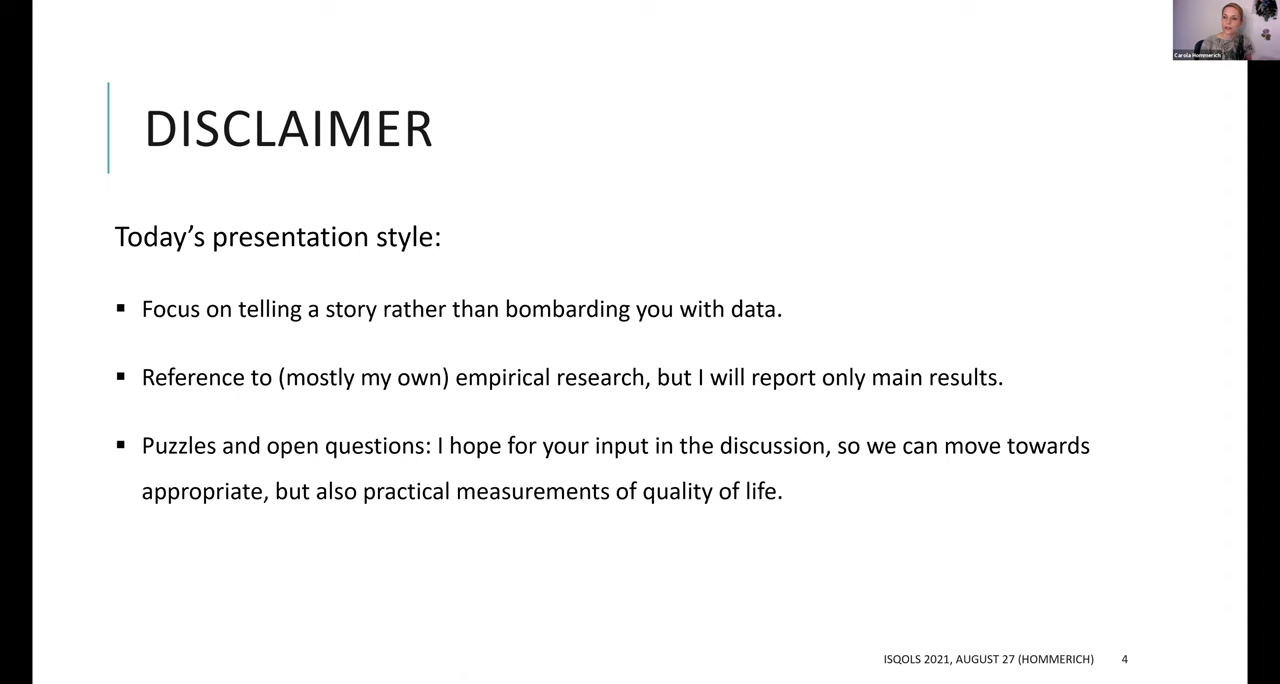 Carola Hommerich
DISCLAIMER
Today's presentation style:
▪ Focus on telling a story rather than bombarding you with data.
▪ Reference to (mostly my own) empirical research, but I will report only main results.
▪ Puzzles and open questions: I hope for your input in the discussion, so we can move towards
appropriate, but also practical measurements of quality of life.
ISQOLS 2021, AUGUST 27 (HOMMERICH) 4